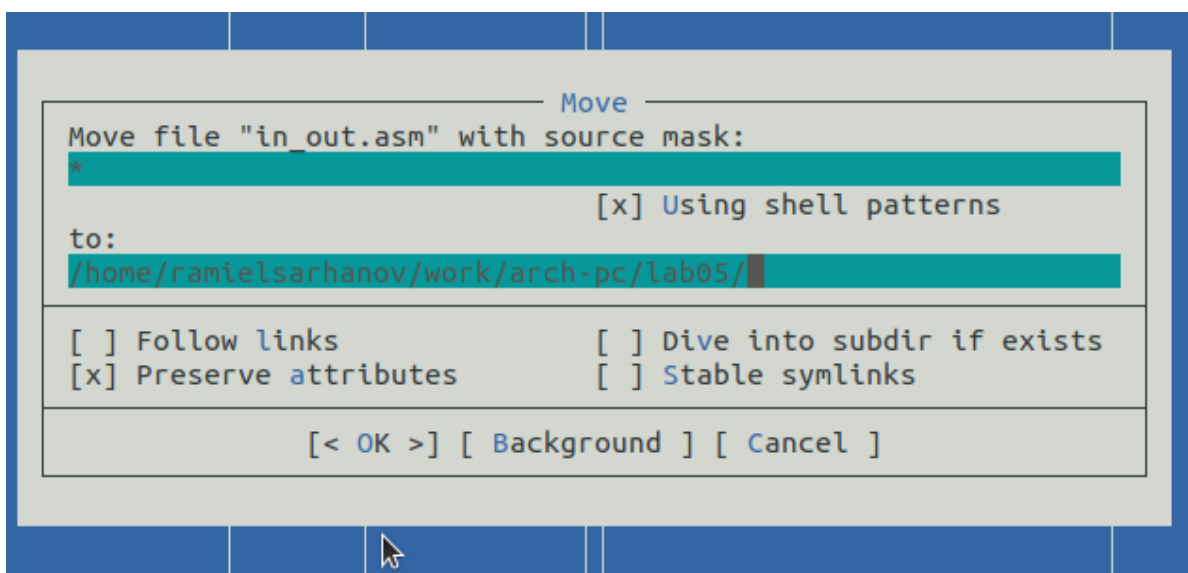 Move
Move file "in_out.asm" with source mask:
*
[x] Using shell patterns
to:
/home/ramielsarhanov/work/arch-pc/lab05/
[ ] Follow links [ ] Dive into subdir if exists
[x] Preserve attributes [ ] Stable symlinks
[< OK >] [ Background ] [ Cancel ]